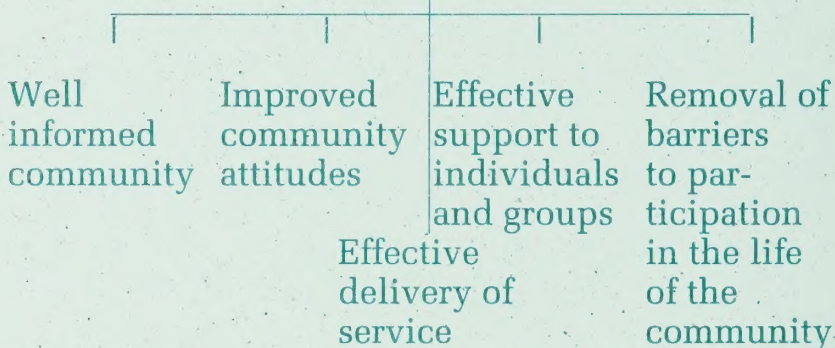 Well
informed
community
Improved
community
attitudes
Effective
support to
individuals
and groups
Removal of
barriers
to par-
ticipation
in the life
of the
community
Effective
delivery of
service